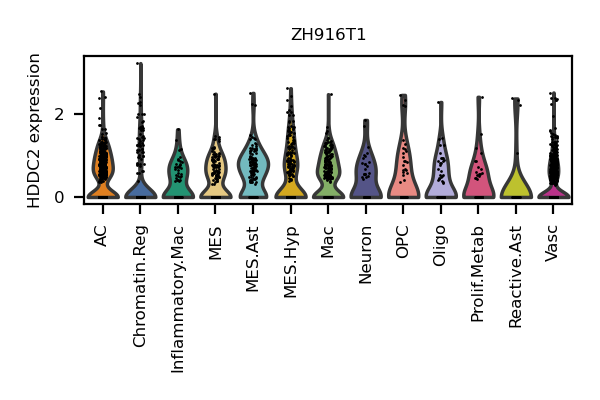 ZH916T1
HDDC2 expression
2
0
AC
Chromatin.Reg
Inflammatory.Mac
MES
MES.Ast
MES.Hyp
Mac
Neuron
OPC
Oligo
Prolif.Metab
Reactive.Ast
Vasc